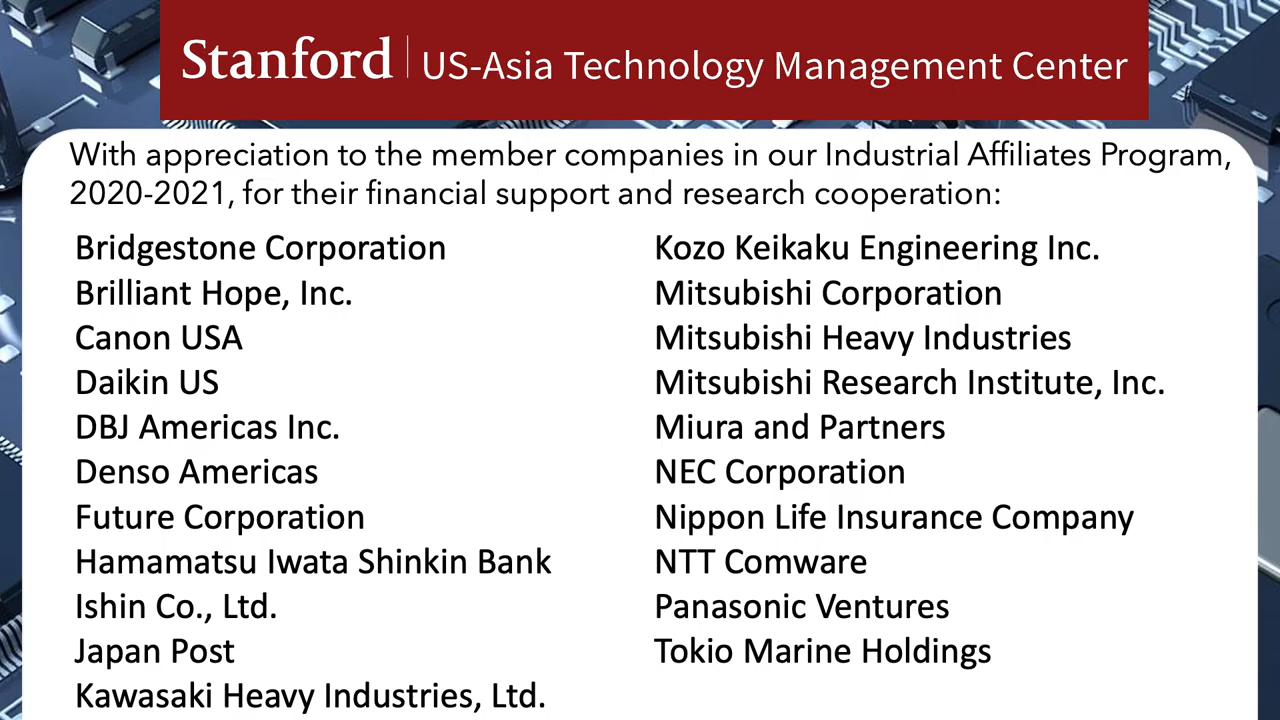 Stanford | US-Asia Technology Management Center
With appreciation to the member companies in our Industrial Affiliates Program,
2020-2021, for their financial support and research cooperation:
Bridgestone Corporation
Brilliant Hope, Inc.
Canon USA
Daikin US
DBJ Americas Inc.
Denso Americas
Future Corporation
Hamamatsu Iwata Shinkin Bank
Ishin Co., Ltd.
Japan Post
Kawasaki Heavy Industries, Ltd.
Kozo Keikaku Engineering Inc.
Mitsubishi Corporation
Mitsubishi Heavy Industries
Mitsubishi Research Institute, Inc.
Miura and Partners
NEC Corporation
Nippon Life Insurance Company
NTT Comware
Panasonic Ventures
Tokio Marine Holdings